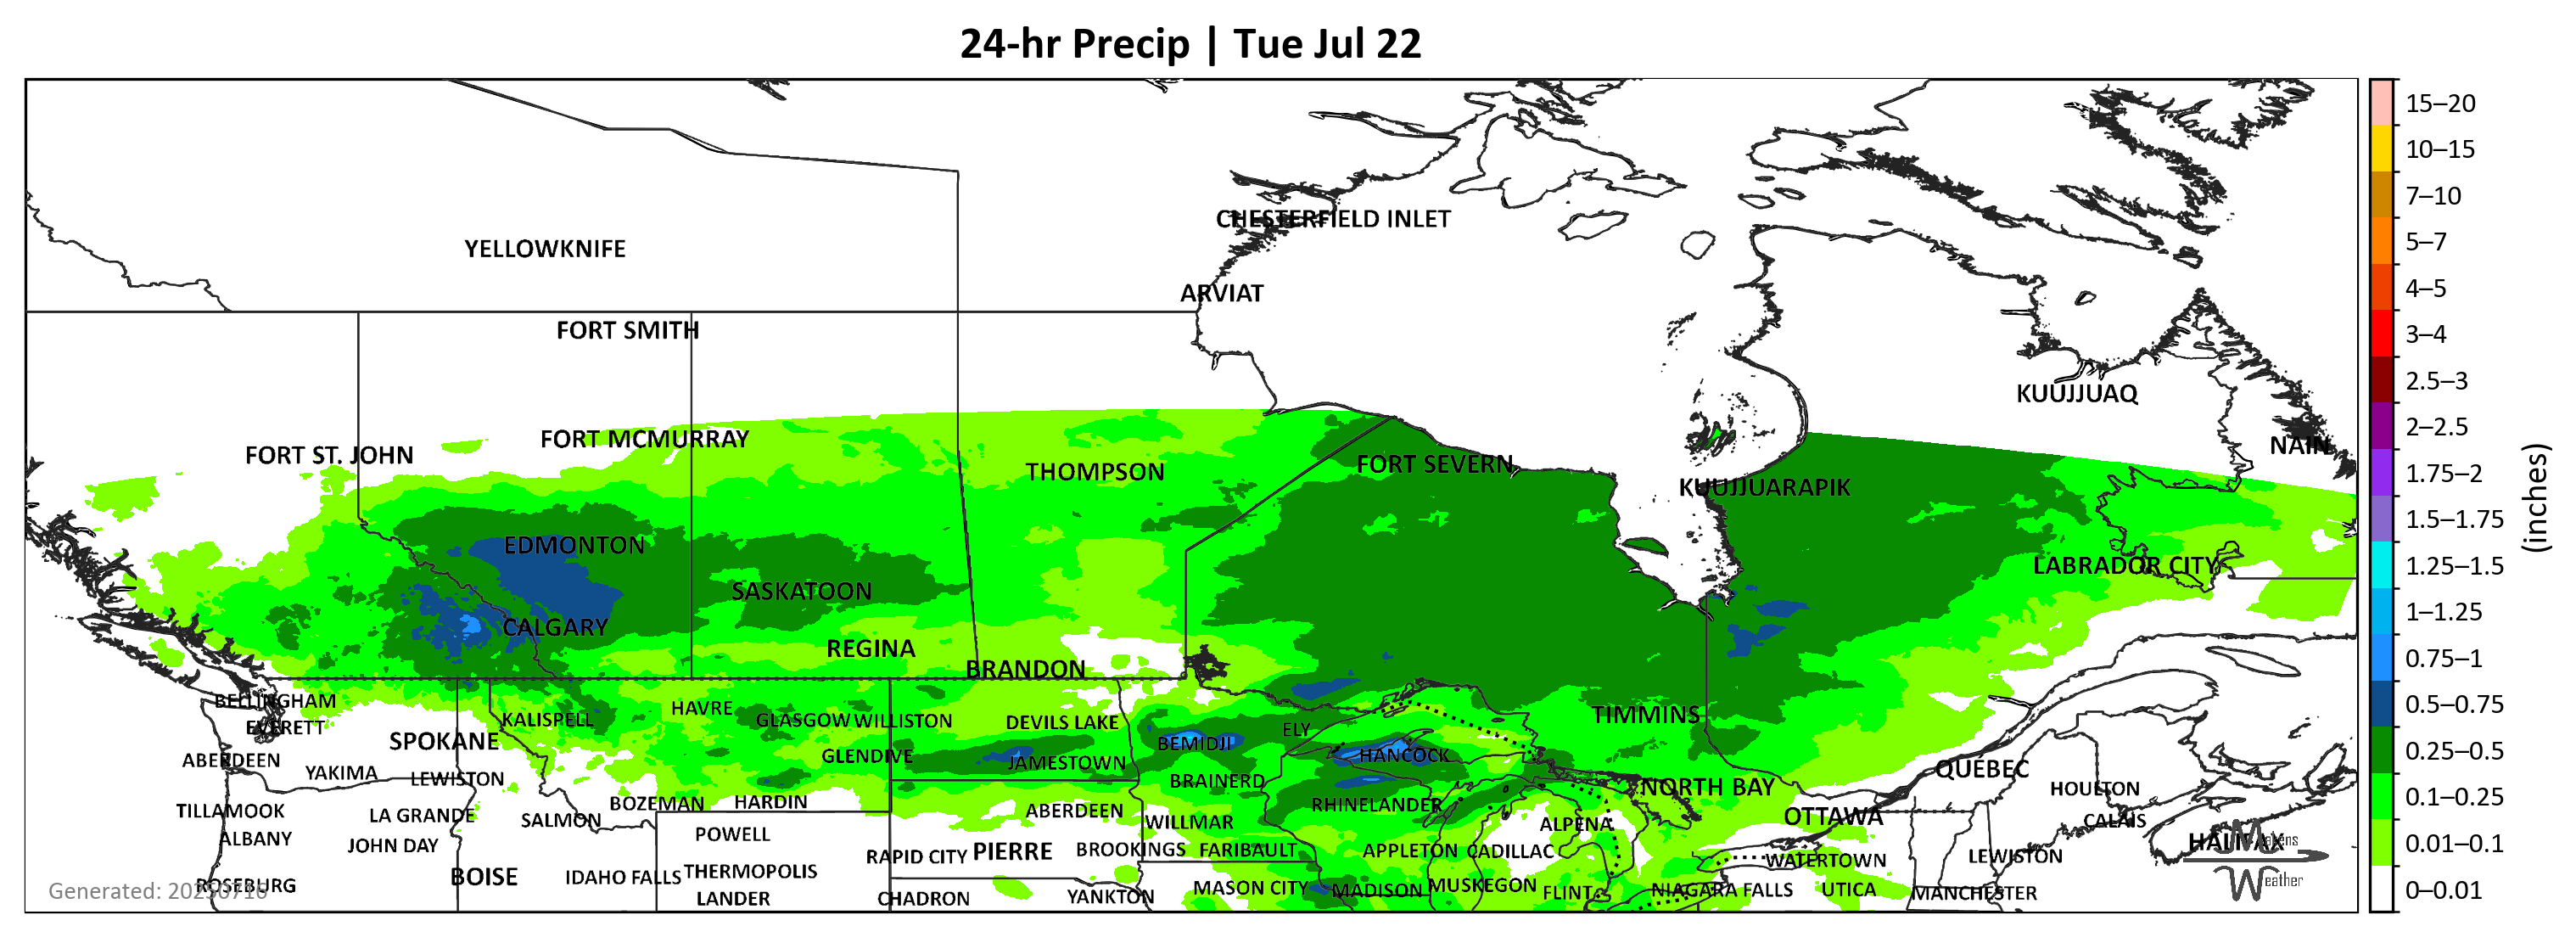 24-hr Precip | Tue Jul 22
15–20
10–15
7–10
5–7
4–5
3–4
2.5–3
2–2.5
1.75–2
1.5–1.75
1.25–1.5
1–1.25
0.75–1
0.5–0.75
0.25–0.5
0.1–0.25
0.01–0.1
0–0.01
(inches)
CHESTERFIELD INLET
YELLOWKNIFE
ARVIAT
FORT SMITH
KUUJJUAQ
FORT MCMURRAY
NAIN
FORT ST. JOHN
FORT SEVERN
THOMPSON
KUUJJUARAPIK
EDMONTON
LABRADOR CITY
SASKATOON
CALGARY
REGINA
BRANDON
BELLINGHAM
HAVRE
TIMMINS
KALISPELL
GLASGOW WILLISTON
DEVILS LAKE
EVERETT
ELY
SPOKANE
BEMIDJI
GLENDIVE
HANCOCK
ABERDEEN
JAMESTOWN
QUÉBEC
YAKIMA
LEWISTON
BRAINERD
NORTH BAY
HOULTON
BOZEMAN
HARDIN
RHINELANDER
TILLAMOOK
LA GRANDE
SALMON
ABERDEEN
WILLMAR
ALPENA
OTTAWA
CALAIS
ALBANY
JOHN DAY
POWELL
HALIFAX
RAPID CITY
PIERRE
BROOKINGS
FARIBAULT
APPLETON
CADILLAC
WATERTOWN
LEWISTON
BOISE
IDAHO FALLS
THERMOPOLIS
ROSEBURG
MASON CITY
MADISON
MUSKEGON
FLINT
NIAGARA FALLS
UTICA
MANCHESTER
LANDER
CHADRON
YANKTON
Generated: 20250716
Weather